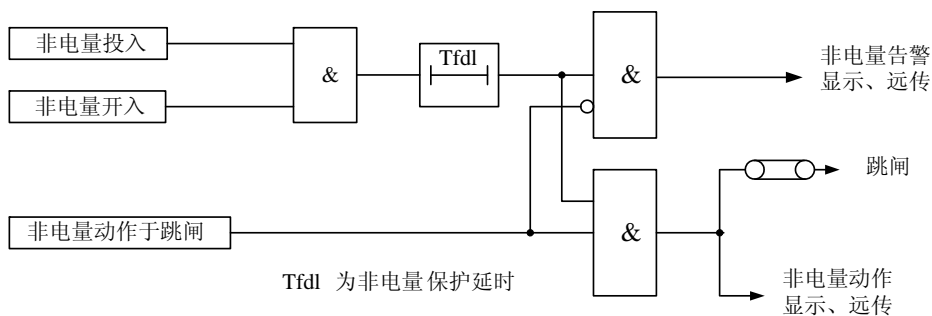 非电量投入
&
Tfdl
&
非电量告警
显示、远传
非电量开入
跳闸
非电量动作于跳闸
&
Tfdl 为非电量保护延时
非电量动作
显示、远传